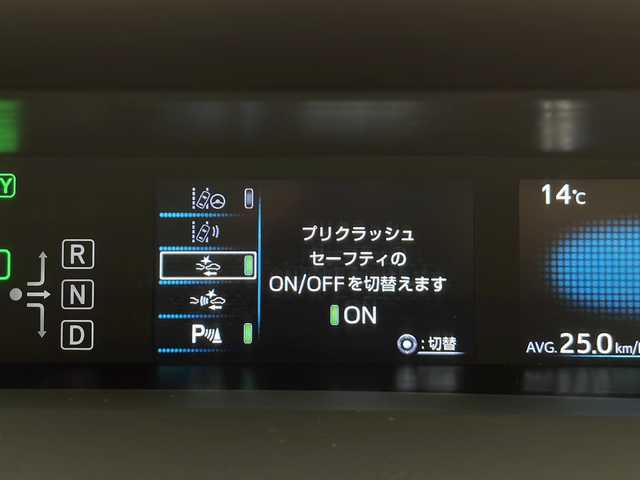 Y
R
N
D
P
プリクラッシュ
セーフティの
ON/OFFを切替えます
ON
:切替
14℃
AVG. 25.0 km/